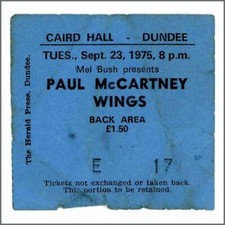 CAIRD HALL - DUNDEE
TUES., Sept. 23, 1975, 8 p.m.
Mel Bush presents
PAUL McCARTNEY
WINGS
BACK AREA
£1.50
E 17
Tickets not exchanged or taken back.
This portion to be retained.
The Herald Press, Dundee.